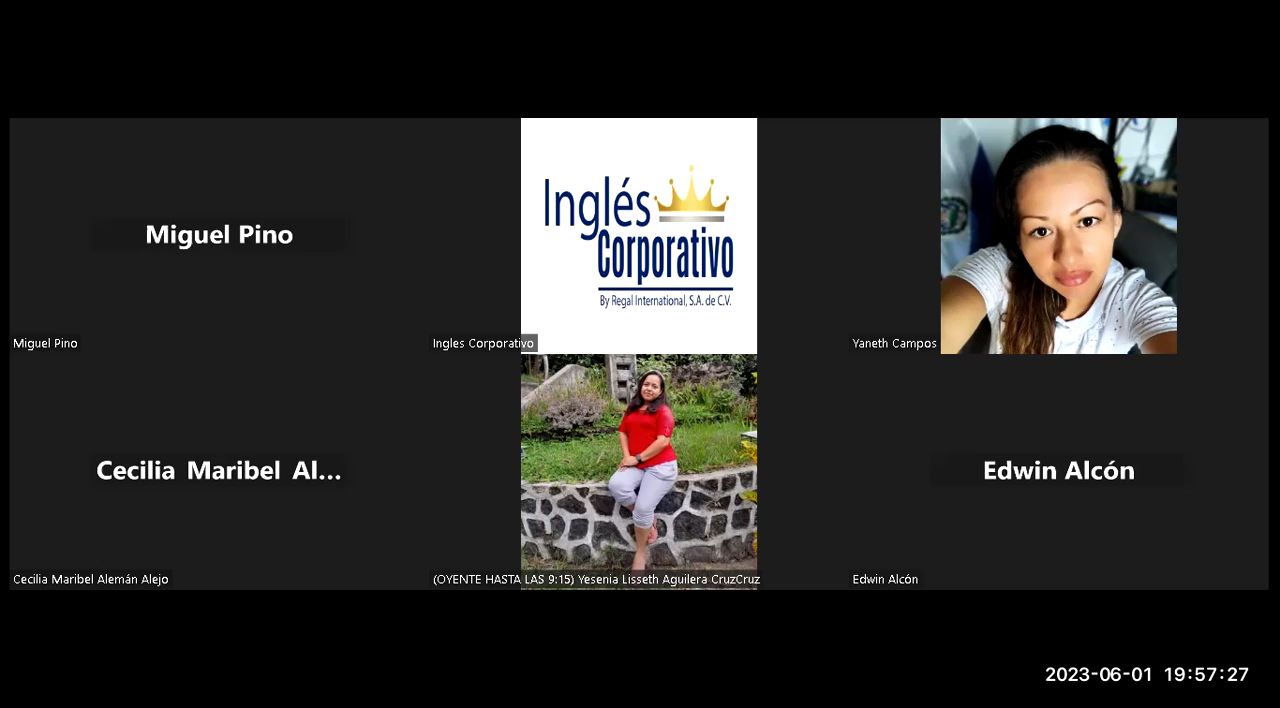 Miguel Pino
Miguel Pino
Inglés
Corporativo
By Regal International, S.A. de C.V.
Ingles Corporativo
Yaneth Campos
Cecilia Maribel Al...
Cecilia Maribel Alemán Alejo
(OYENTE HASTA LAS 9:15) Yesenia Lisseth Aguilera CruzCruz
Edwin Alcón
Edwin Alcón
2023-06-01 19:57:27